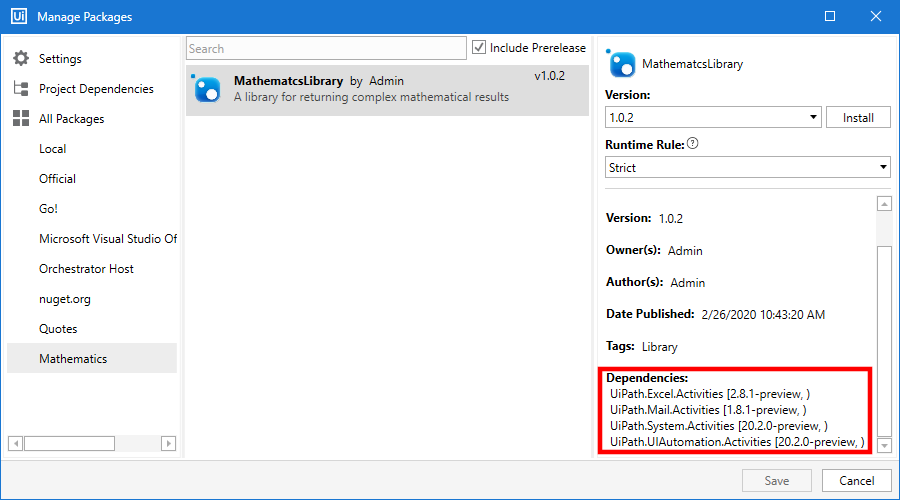 Ui Manage Packages
Settings
Project Dependencies
All Packages
Local
Official
Go!
Microsoft Visual Studio Of
Orchestrator Host
nuget.org
Quotes
Mathematics
Search
Include Prerelease
MathematcsLibrary by Admin v1.0.2
A library for returning complex mathematical results
MathematcsLibrary
Version:
1.0.2 Install
Runtime Rule: ?
Strict
Version: 1.0.2
Owner(s): Admin
Author(s): Admin
Date Published: 2/26/2020 10:43:20 AM
Tags: Library
Dependencies:
UiPath.Excel.Activities [2.8.1-preview, )
UiPath.Mail.Activities [1.8.1-preview, )
UiPath.System.Activities [20.2.0-preview, )
UiPath.UIAutomation.Activities [20.2.0-preview, )
Save Cancel